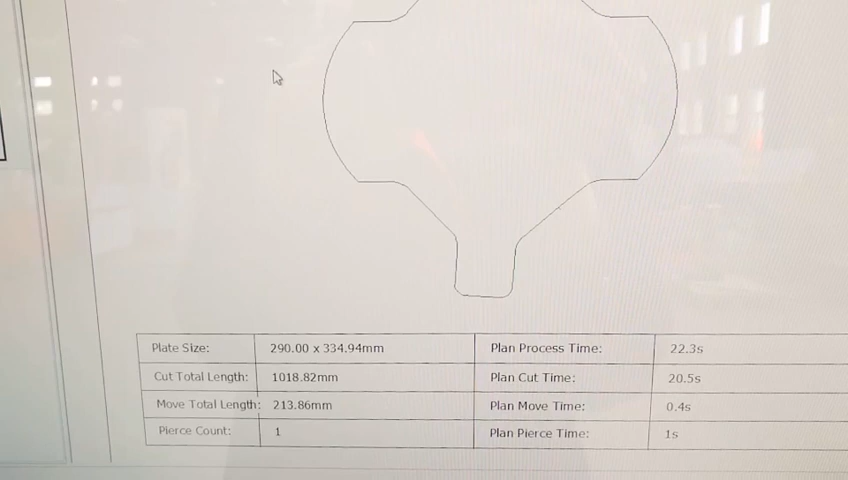 Plate Size: 290.00 x 334.94mm Plan Process Time: 22.3s
Cut Total Length: 1018.82mm Plan Cut Time: 20.5s
Move Total Length: 213.86mm Plan Move Time: 0.4s
Pierce Count: 1 Plan Pierce Time: 1s